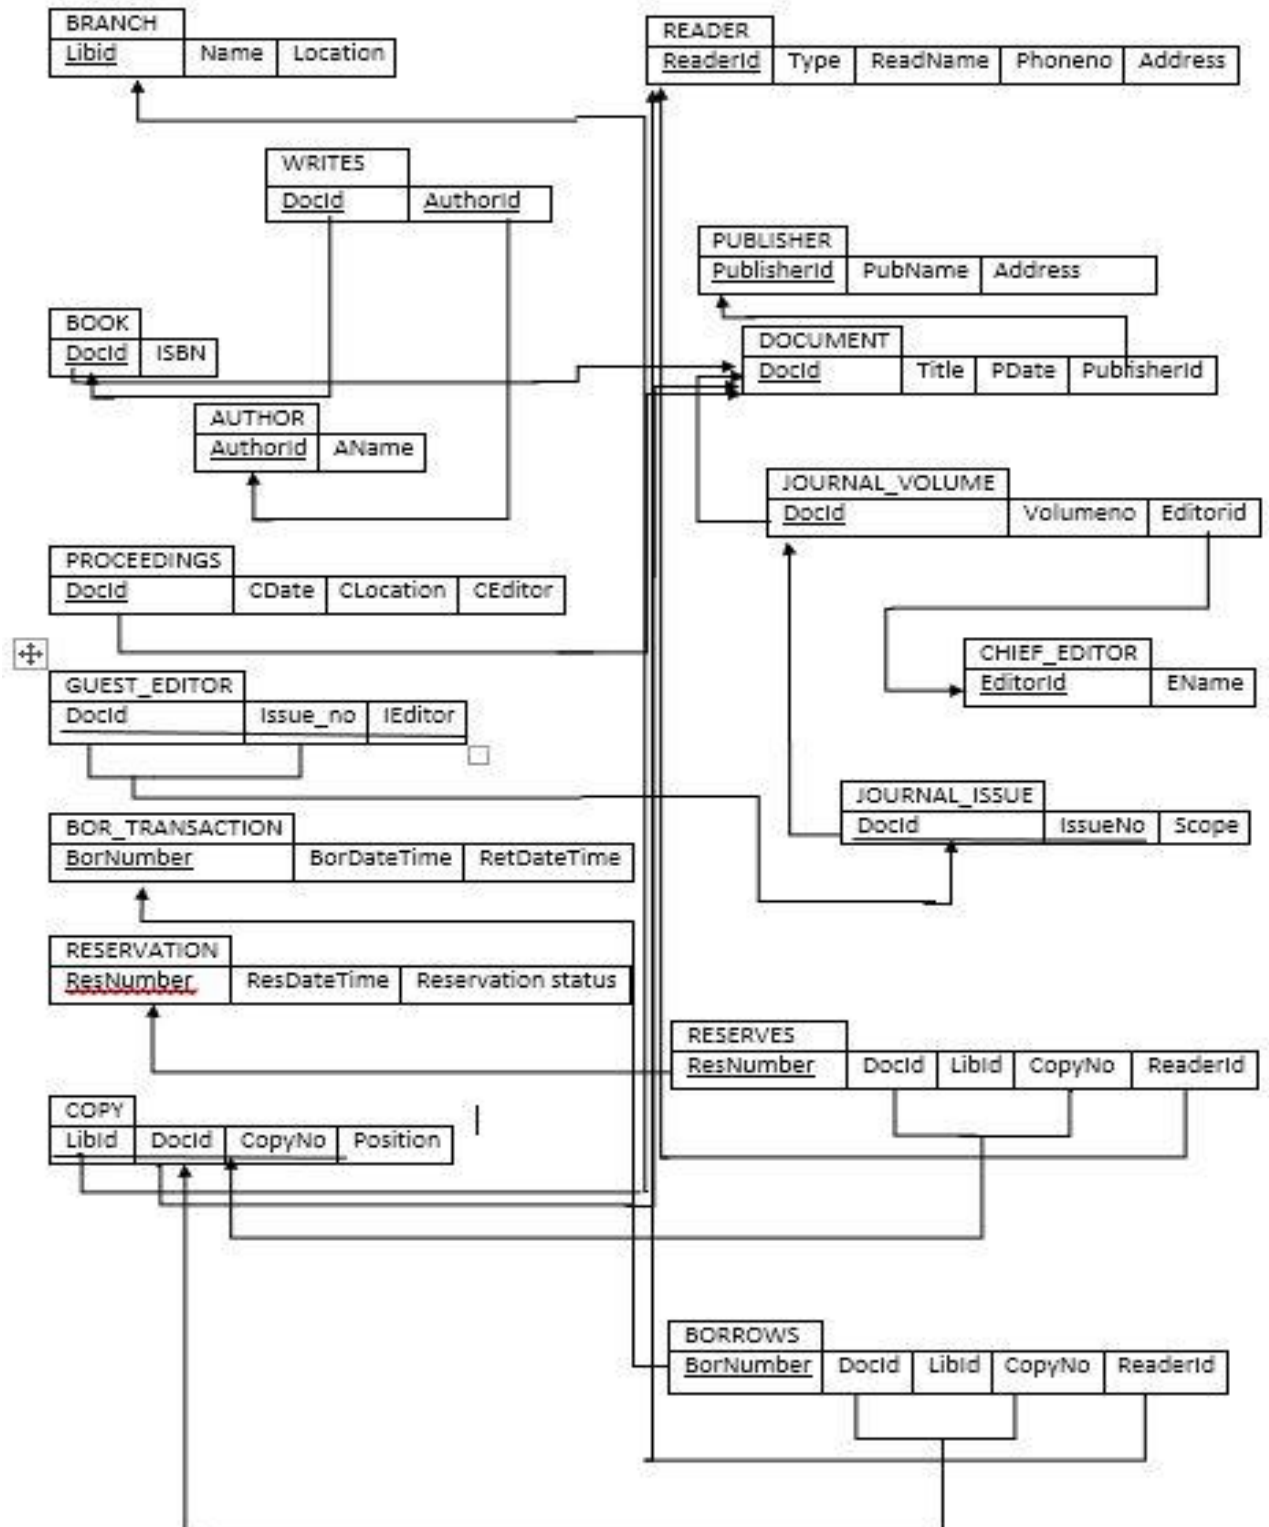 BRANCH
Libid Name Location
READER
ReaderId Type ReadName Phoneno Address
WRITES
DocId AuthorId
PUBLISHER
PublisherId PubName Address
BOOK
DocId ISBN
DOCUMENT
DocId Title PDate PublisherId
AUTHOR
AuthorId AName
JOURNAL_VOLUME
DocId Volumeno Editorid
PROCEEDINGS
DocId CDate CLocation CEditor
CHIEF_EDITOR
EditorId EName
GUEST_EDITOR
DocId Issue_no IEditor
JOURNAL_ISSUE
DocId IssueNo Scope
BOR_TRANSACTION
BorNumber BorDateTime RetDateTime
RESERVATION
ResNumber ResDateTime Reservation status
RESERVES
ResNumber DocId LibId CopyNo ReaderId
COPY
LibId DocId CopyNo Position
BORROWS
BorNumber DocId LibId CopyNo ReaderId